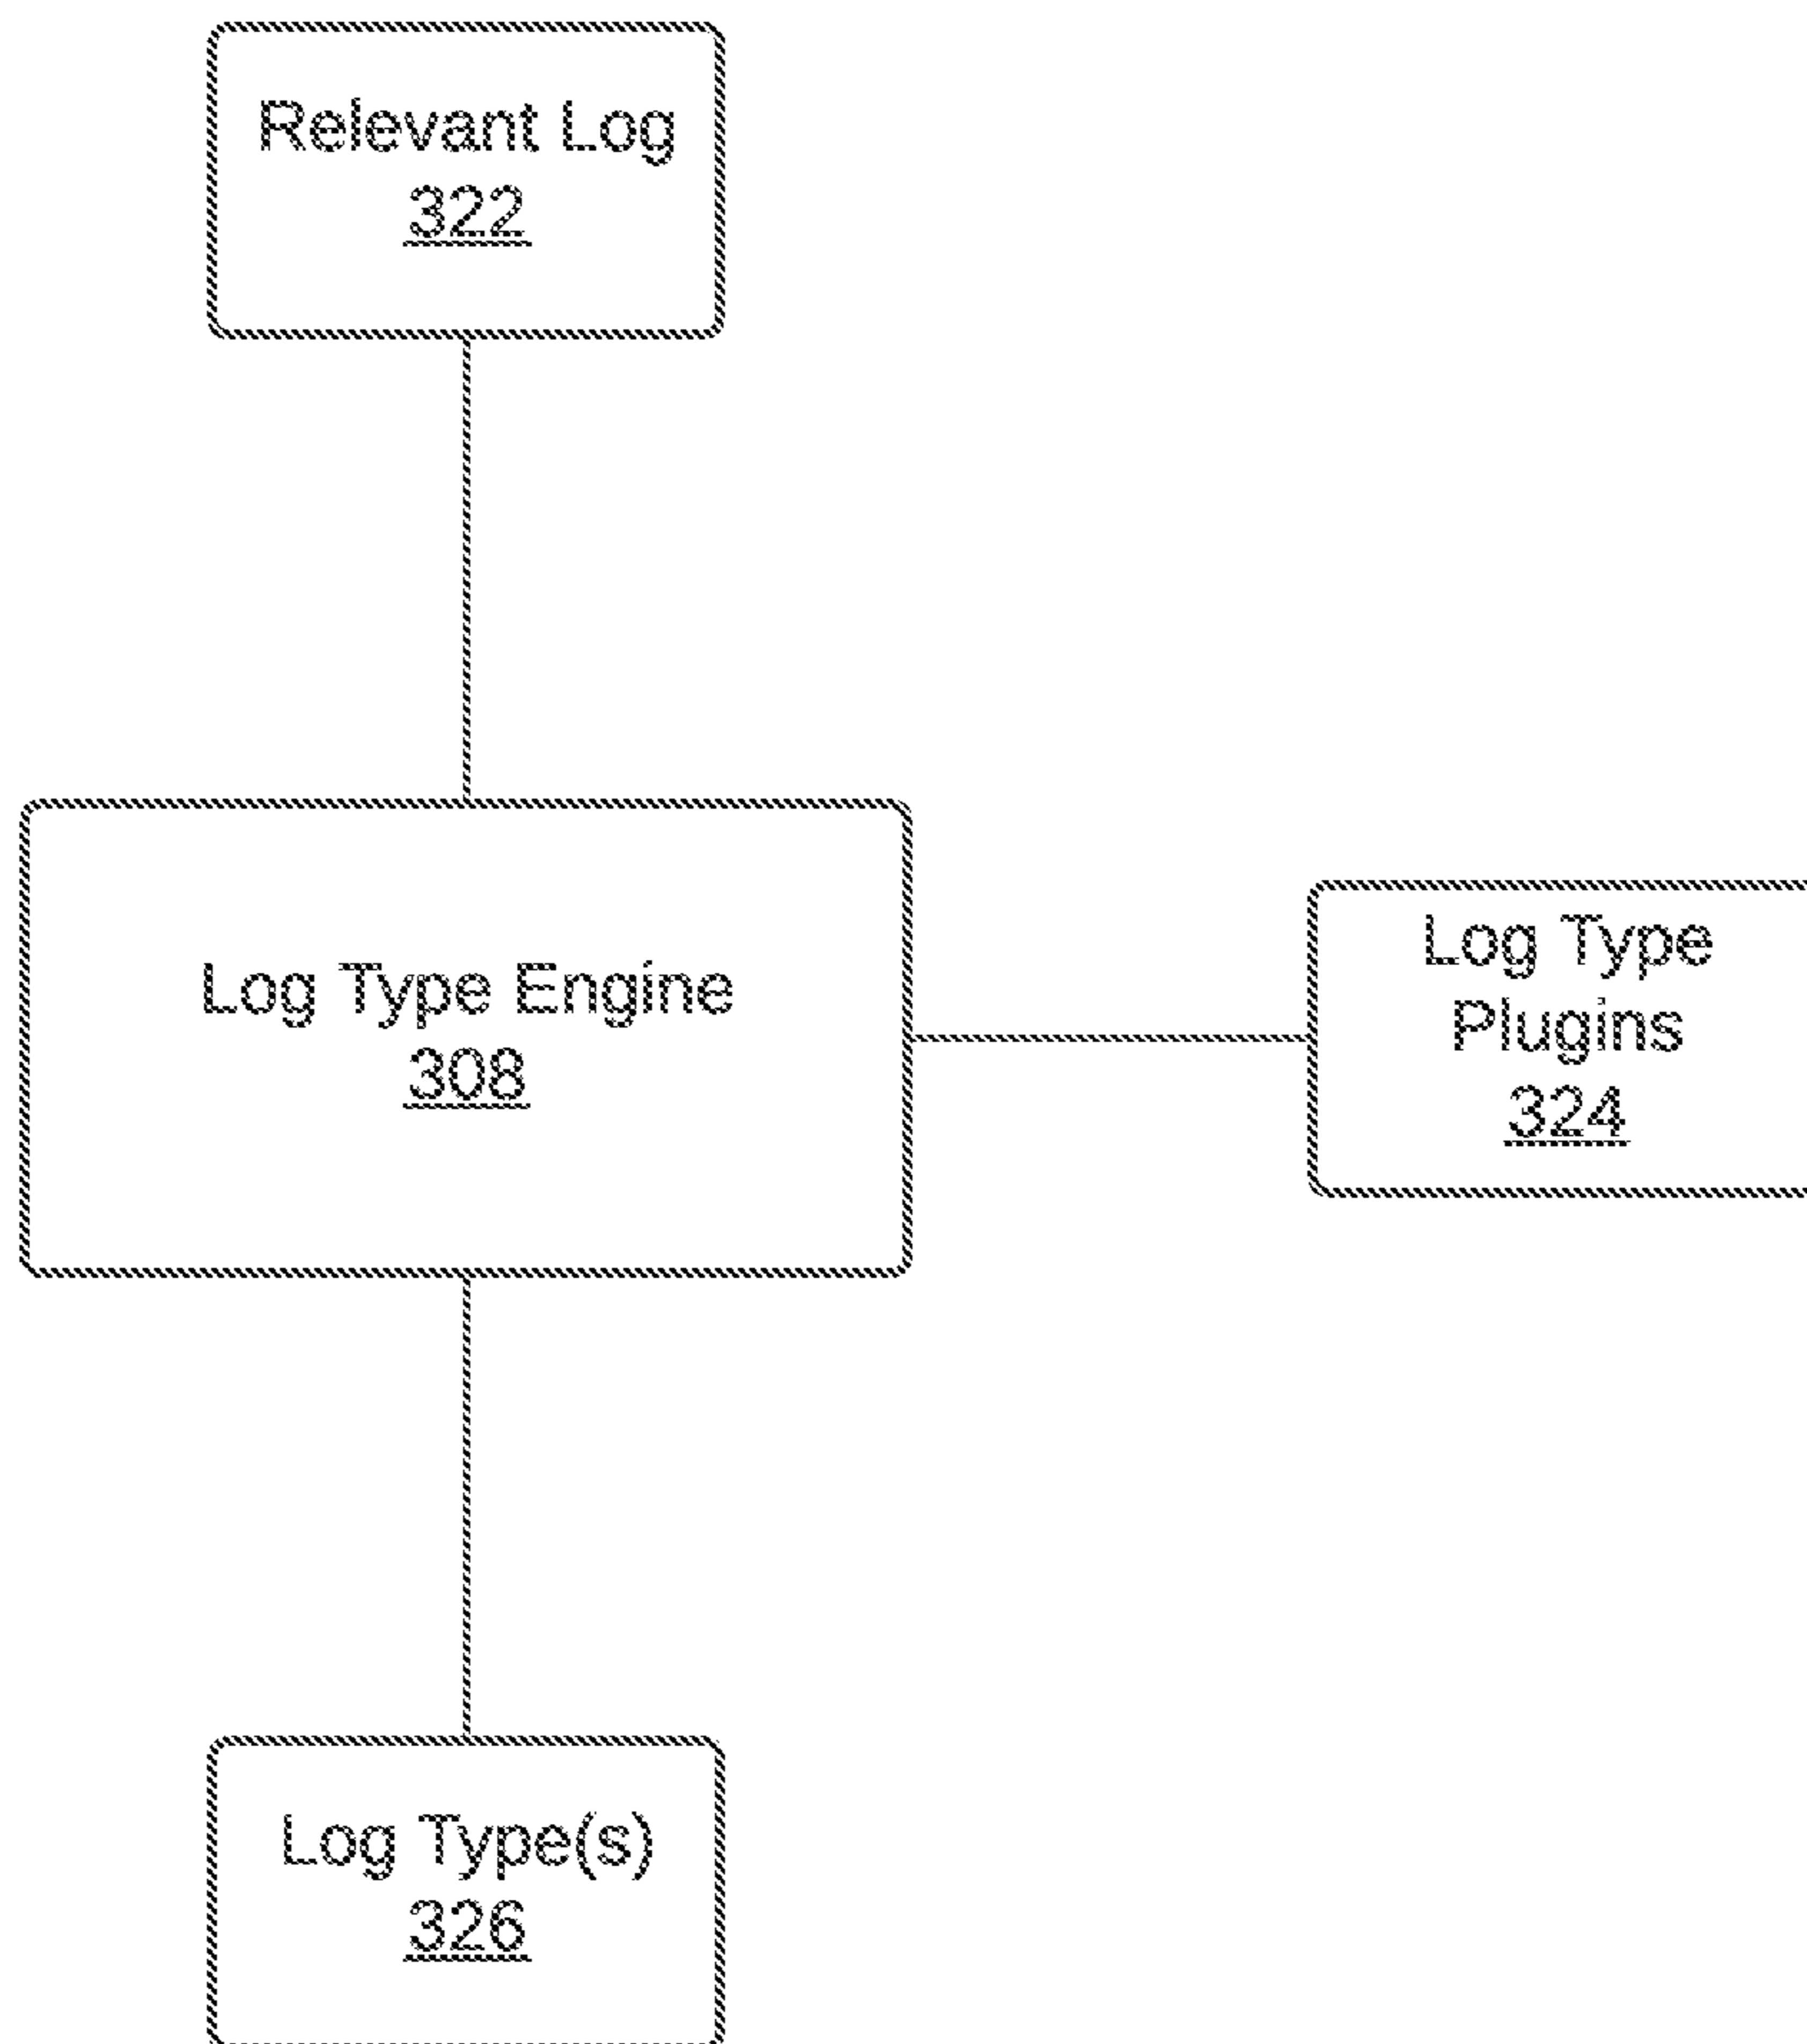 Relevant Log
322
Log Type Engine
308
Log Type
Plugins
324
Log Type(s)
326